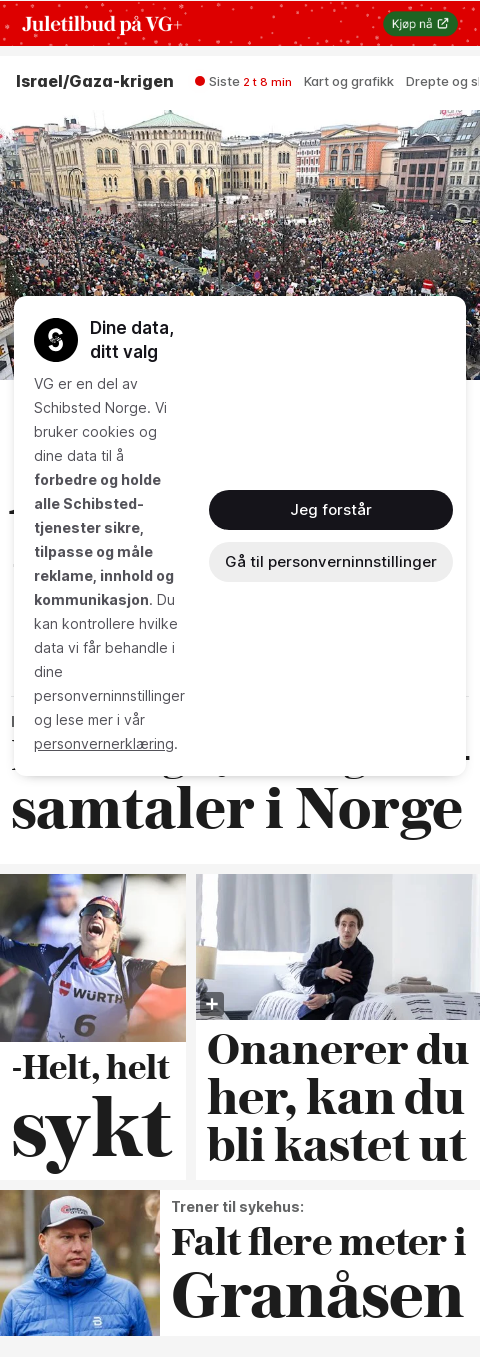 Juletilbud på VG+
Kjøp nå
Israel/Gaza-krigen
Siste 2 t 8 min
Kart og grafikk
Drepte og
Dine data,
ditt valg
VG er en del av
Schibsted Norge. Vi
bruker cookies og
dine data til å
forbedre og holde
alle Schibsted-
tjenester sikre,
tilpasse og måle
reklame, innhold og
kommunikasjon. Du
kan kontrollere hvilke
data vi får behandle i
dine
personverninnstillinger
og lese mer i vår
personvernerklæring.
Jeg forstår
Gå til personverninnstillinger
samtaler i Norge
WÜRTH
6
-Helt, helt
sykt
Onanerer du
her, kan du
bli kastet ut
Trener til sykehus:
Falt flere meter i
Granåsen